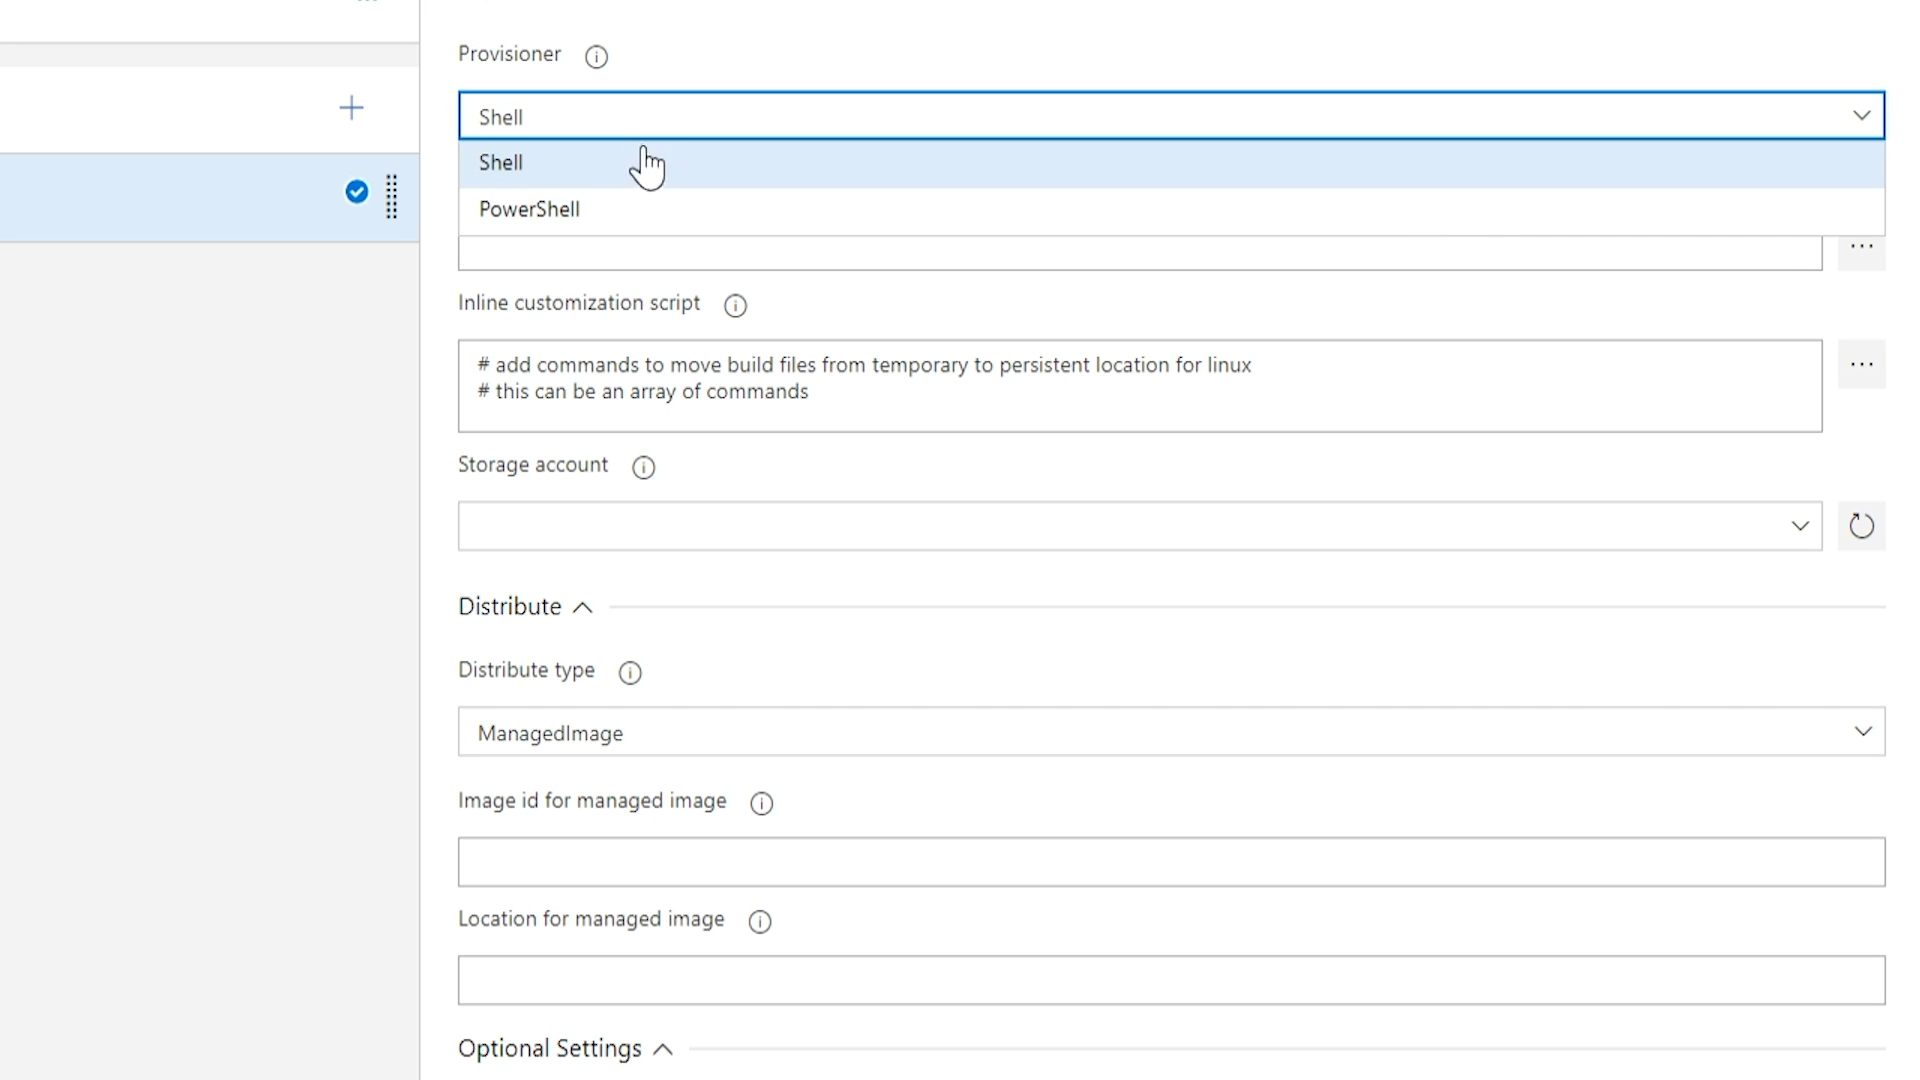 Provisioner
Shell
Shell
PowerShell
Inline customization script
# add commands to move build files from temporary to persistent location for linux
# this can be an array of commands
Storage account
Distribute
Distribute type
ManagedImage
Image id for managed image
Location for managed image
Optional Settings